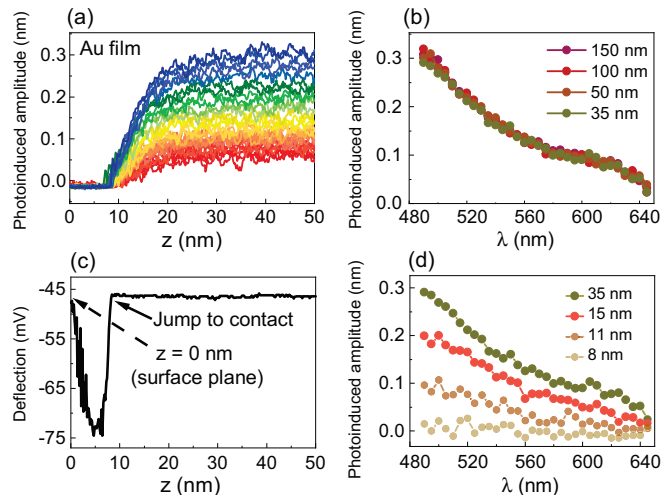 (a)
Au film
Photoinduced amplitude (nm)
0.3
0.2
0.1
0.0
0 10 20 30 40 50
z (nm)
(b)
Photoinduced amplitude (nm)
0.3
0.2
0.1
0.0
150 nm
100 nm
50 nm
35 nm
480 520 560 600 640
λ (nm)
(c)
Deflection (mV)
-45
-55
-65
-75
Jump to contact
z = 0 nm
(surface plane)
0 10 20 30 40 50
z (nm)
(d)
Photoinduced amplitude (nm)
0.3
0.2
0.1
0.0
35 nm
15 nm
11 nm
8 nm
480 520 560 600 640
λ (nm)